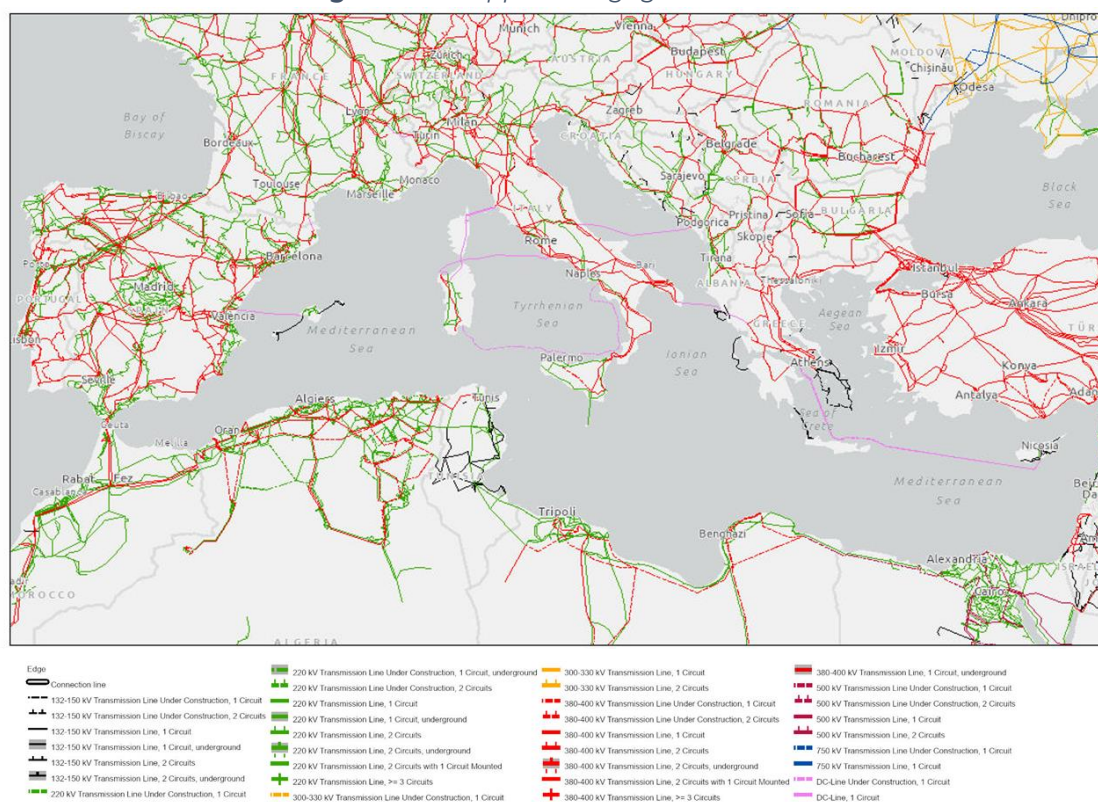 Munich
Vienna
Dnipro
Zürich
Budapest
MOLDOVA
AUSTRIA
Chișinău
FRANCE
SWITZERLAND
HUNGARY
Odesa
Lyon
Zagreb
ROMANIA
Bay of
Biscay
Milan
Turin
CROATIA
Belgrade
Bordeaux
Bucharest
Sarajevo
SERBIA
Toulouse
Marseille
Monaco
Black
Sea
Bilbao
ITALY
Podgorica
Pristina
Sofia
BULGARIA
Skopje
Rome
Barcelona
Tirana
Istanbul
Porto
Bari
Naples
Madrid
ALBANIA
Thessaloniki
Bursa
PORTUGAL
SPAIN
Ankara
Valencia
Tyrrhenian
Sea
Aegean
Sea
TÜR
Lisbon
Mediterranean
Sea
GREECE
Izmir
Ionian
Sea
Palermo
Athens
Konya
Seville
Antalya
Adan
Algiers
Tunis
Sea of
Crete
Ceuta
Oran
Melilla
Nicosia
Rabat
Fez
TUNISIA
Mediterranean
Sea
Casablanca
Tripoli
Benghazi
Alexandria
ISRAEL
Cairo
MOROCCO
ALGERIA
Edge
Connection line
132-150 kV Transmission Line Under Construction, 1 Circuit
132-150 kV Transmission Line Under Construction, 2 Circuits
132-150 kV Transmission Line, 1 Circuit
132-150 kV Transmission Line, 1 Circuit, underground
132-150 kV Transmission Line, 2 Circuits
132-150 kV Transmission Line, 2 Circuits, underground
220 kV Transmission Line Under Construction, 1 Circuit
220 kV Transmission Line Under Construction, 1 Circuit, underground
220 kV Transmission Line Under Construction, 2 Circuits
220 kV Transmission Line, 1 Circuit
220 kV Transmission Line, 1 Circuit, underground
220 kV Transmission Line, 2 Circuits
220 kV Transmission Line, 2 Circuits, underground
220 kV Transmission Line, 2 Circuits with 1 Circuit Mounted
220 kV Transmission Line, >= 3 Circuits
300-330 kV Transmission Line Under Construction, 1 Circuit
300-330 kV Transmission Line, 1 Circuit
300-330 kV Transmission Line, 2 Circuits
380-400 kV Transmission Line Under Construction, 1 Circuit
380-400 kV Transmission Line Under Construction, 2 Circuits
380-400 kV Transmission Line, 1 Circuit
380-400 kV Transmission Line, 2 Circuits
380-400 kV Transmission Line, 2 Circuits, underground
380-400 kV Transmission Line, 2 Circuits with 1 Circuit Mounted
380-400 kV Transmission Line, >= 3 Circuits
380-400 kV Transmission Line, 1 Circuit, underground
500 kV Transmission Line Under Construction, 1 Circuit
500 kV Transmission Line Under Construction, 2 Circuits
500 kV Transmission Line, 1 Circuit
500 kV Transmission Line, 2 Circuits
750 kV Transmission Line Under Construction, 1 Circuit
750 kV Transmission Line, 1 Circuit
DC-Line Under Construction, 1 Circuit
DC-Line, 1 Circuit